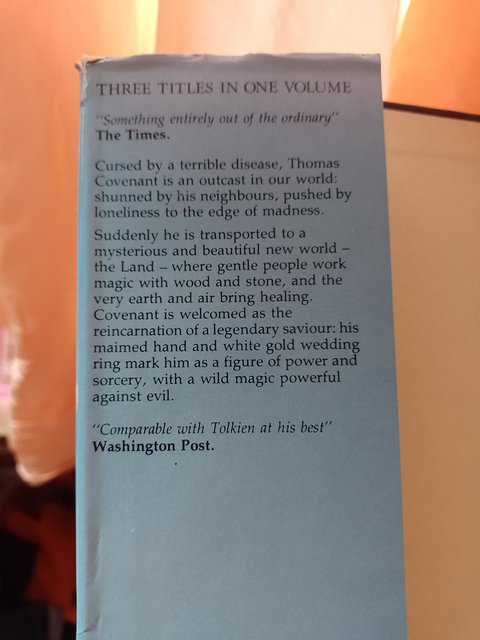 THREE TITLES IN ONE VOLUME
"Something entirely out of the ordinary"
The Times.
Cursed by a terrible disease, Thomas
Covenant is an outcast in our world:
shunned by his neighbours, pushed by
loneliness to the edge of madness.
Suddenly he is transported to a
mysterious and beautiful new world –
the Land – where gentle people work
magic with wood and stone, and the
very earth and air bring healing.
Covenant is welcomed as the
reincarnation of a legendary saviour: his
maimed hand and white gold wedding
ring mark him as a figure of power and
sorcery, with a wild magic powerful
against evil.
"Comparable with Tolkien at his best"
Washington Post.